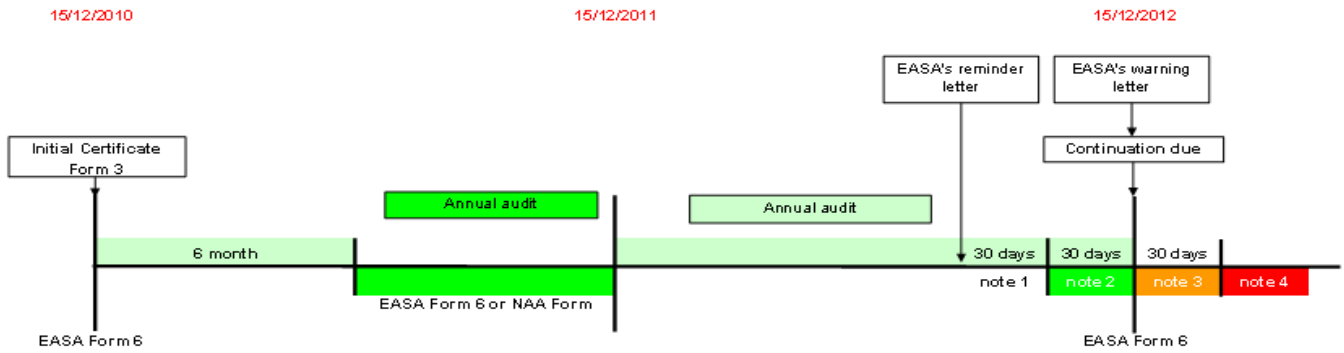 15/12/2010
15/12/2011
15/12/2012
EASA's reminder
letter
EASA's warning
letter
Initial Certificate
Form 3
Continuation due
Annual audit
Annual audit
6 month
30 days
30 days
30 days
note 1
note 2
note 3
note 4
EASA Form 6 or NAA Form
EASA Form 6
EASA Form 6